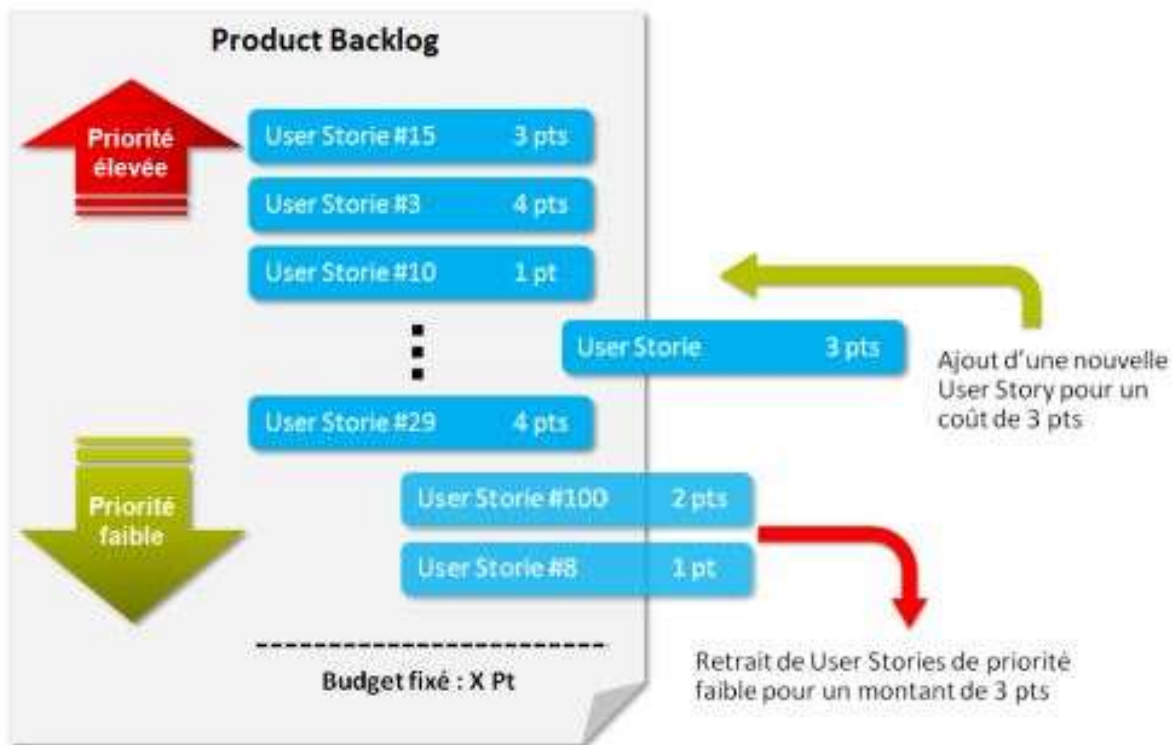 Product Backlog
Priorité
élevée
User Storie #15 3 pts
User Storie #3 4 pts
User Storie #10 1 pt
User Storie 3 pts
Ajout d'une nouvelle
User Story pour un
coût de 3 pts
User Storie #29 4 pts
Priorité
faible
User Storie #100 2 pts
User Storie #8 1 pt
Retrait de User Stories de priorité
faible pour un montant de 3 pts
Budget fixé : X Pt